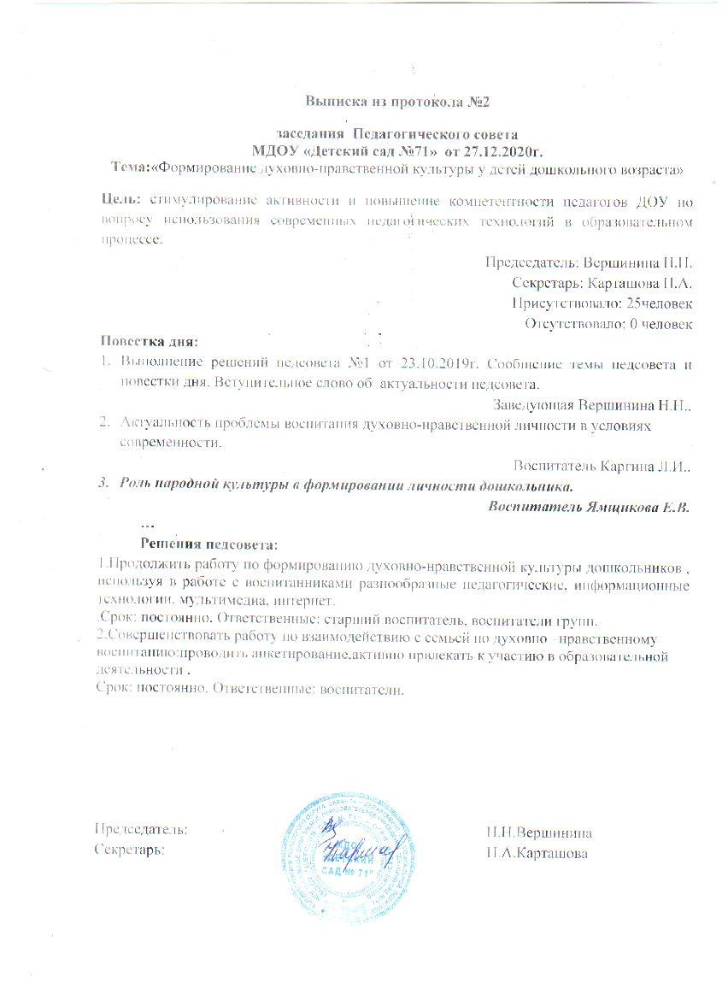 Выписка из протокола №2
заседания Педагогического совета
МДОУ «Детский сад №71» от 27.12.2020г.
Тема:«Формирование духовно-нравственной культуры у детей дошкольного возраста»
Цель: стимулирование активности и повышение компетентности педагогов ДОУ по
вопросу использования современных педагогических технологий в образовательном
процессе.
Председатель: Вершинина Н.Н.
Секретарь: Карташова Н.А.
Присутствовало: 25человек
Отсутствовало: 0 человек
Повестка дня:
1. Выполнение решений педсовета №1 от 23.10.2019г. Сообщение темы педсовета и
повестки дня. Вступительное слово об актуальности педсовета.
Заведующая Вершинина Н.Н..
2. Актуальность проблемы воспитания духовно-нравственной личности в условиях
современности.
Воспитатель Каргина Л.И..
3. Роль народной культуры в формировании личности дошкольника.
Воспитатель Ямщикова Е.В.
...
Решения педсовета:
1.Продолжить работу по формированию духовно-нравственной культуры дошкольников ,
используя в работе с воспитанниками разнообразные педагогические, информационные
технологии, мультимедиа, интернет.
.Срок: постоянно. Ответственные: старший воспитатель, воспитатели групп.
2.Совершенствовать работу по взаимодействию с семьей по духовно –нравственному
воспитанию:проводить анкетирование,активно привлекать к участию в образовательной
деятельности .
Срок: постоянно. Ответственные: воспитатели.
Председатель: Н.Н.Вершинина
Секретарь: Н.А.Карташова
САД № 71"